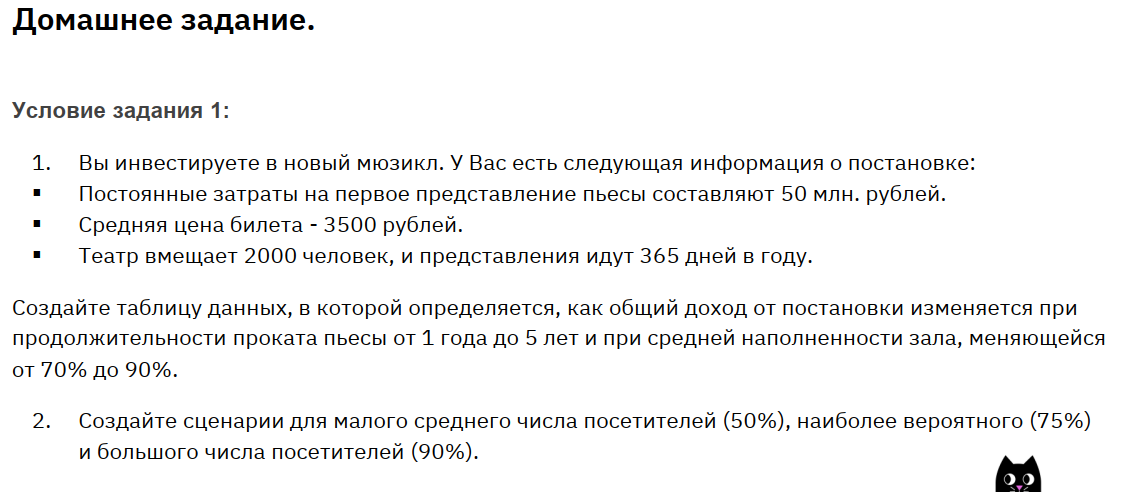 Домашнее задание.
Условие задания 1:
1. Вы инвестируете в новый мюзикл. У Вас есть следующая информация о постановке:
▪ Постоянные затраты на первое представление пьесы составляют 50 млн. рублей.
▪ Средняя цена билета - 3500 рублей.
▪ Театр вмещает 2000 человек, и представления идут 365 дней в году.
Создайте таблицу данных, в которой определяется, как общий доход от постановки изменяется при
продолжительности проката пьесы от 1 года до 5 лет и при средней наполненности зала, меняющейся
от 70% до 90%.
2. Создайте сценарии для малого среднего числа посетителей (50%), наиболее вероятного (75%)
и большого числа посетителей (90%).